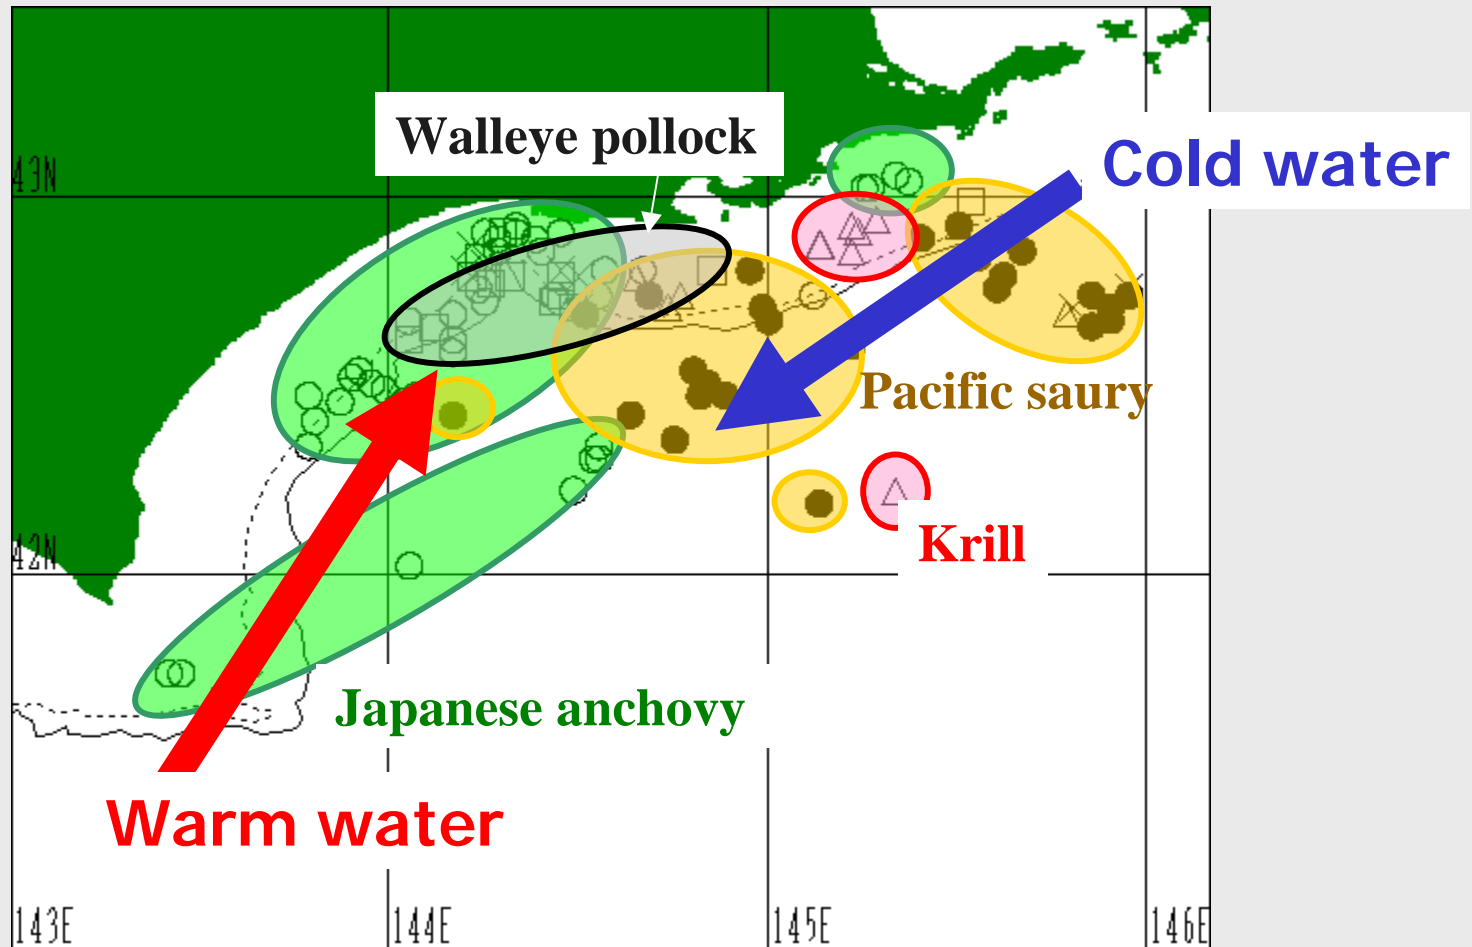 Walleye pollock
Cold water
43N
Pacific saury
Krill
42N
Japanese anchovy
Warm water
143E
144E
145E
146E